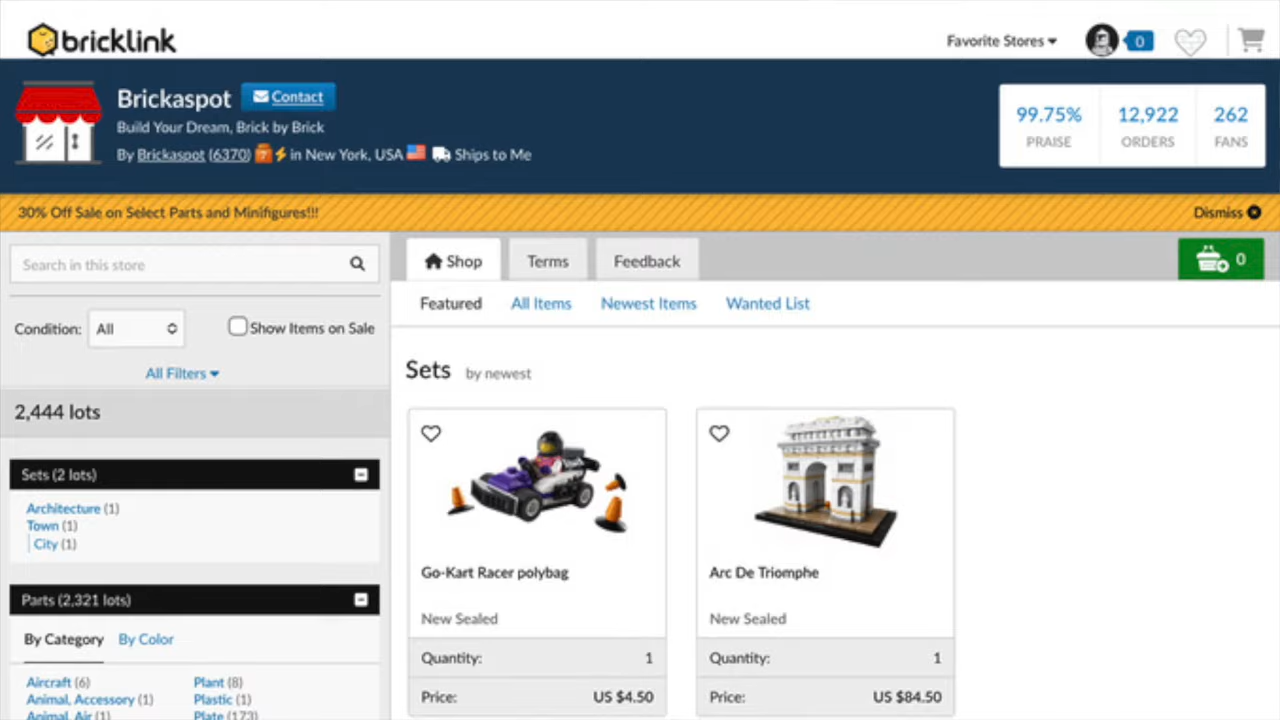 bricklink
Favorite Stores
0
Brickaspot
Contact
Build Your Dream, Brick by Brick
By Brickaspot (6370) in New York, USA Ships to Me
99.75%
PRAISE
12,922
ORDERS
262
FANS
30% Off Sale on Select Parts and Minifigures!!!
Dismiss
Search in this store
Condition: All
Show Items on Sale
All Filters
2,444 lots
Sets (2 lots)
Architecture (1)
Town (1)
City (1)
Parts (2,321 lots)
By Category By Color
Aircraft (6)
Animal, Accessory (1)
Animal, Air (1)
Plant (8)
Plastic (1)
Plate (173)
Shop Terms Feedback
0
Featured All Items Newest Items Wanted List
Sets by newest
Go-Kart Racer polybag
New Sealed
Quantity: 1
Price: US $4.50
Arc De Triomphe
New Sealed
Quantity: 1
Price: US $84.50